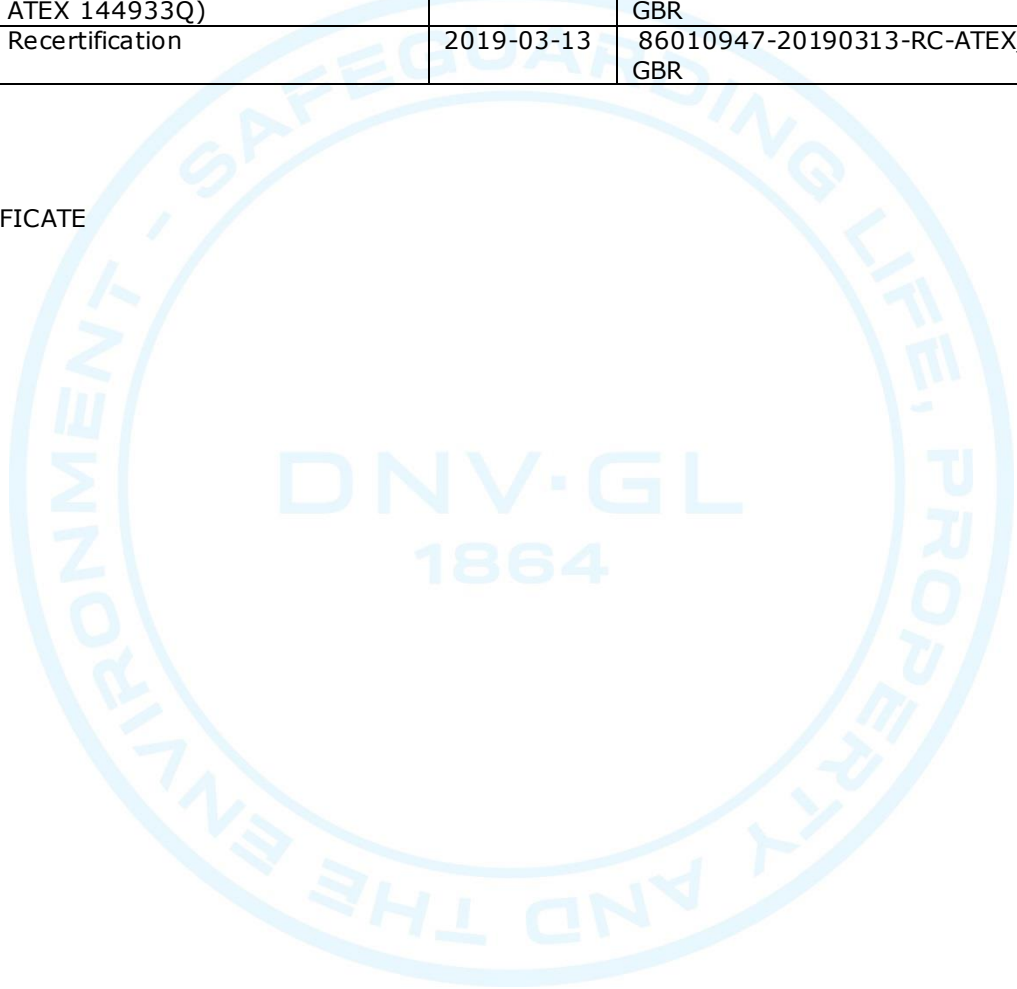 ATEX 144933Q)
GBR
Recertification
2019-03-13
86010947-20190313-RC-ATEX
GBR
FICATE
SAFEGUARDING LIFE, PROPERTY AND THE ENVIRONMENT -
DNV·GL
1864